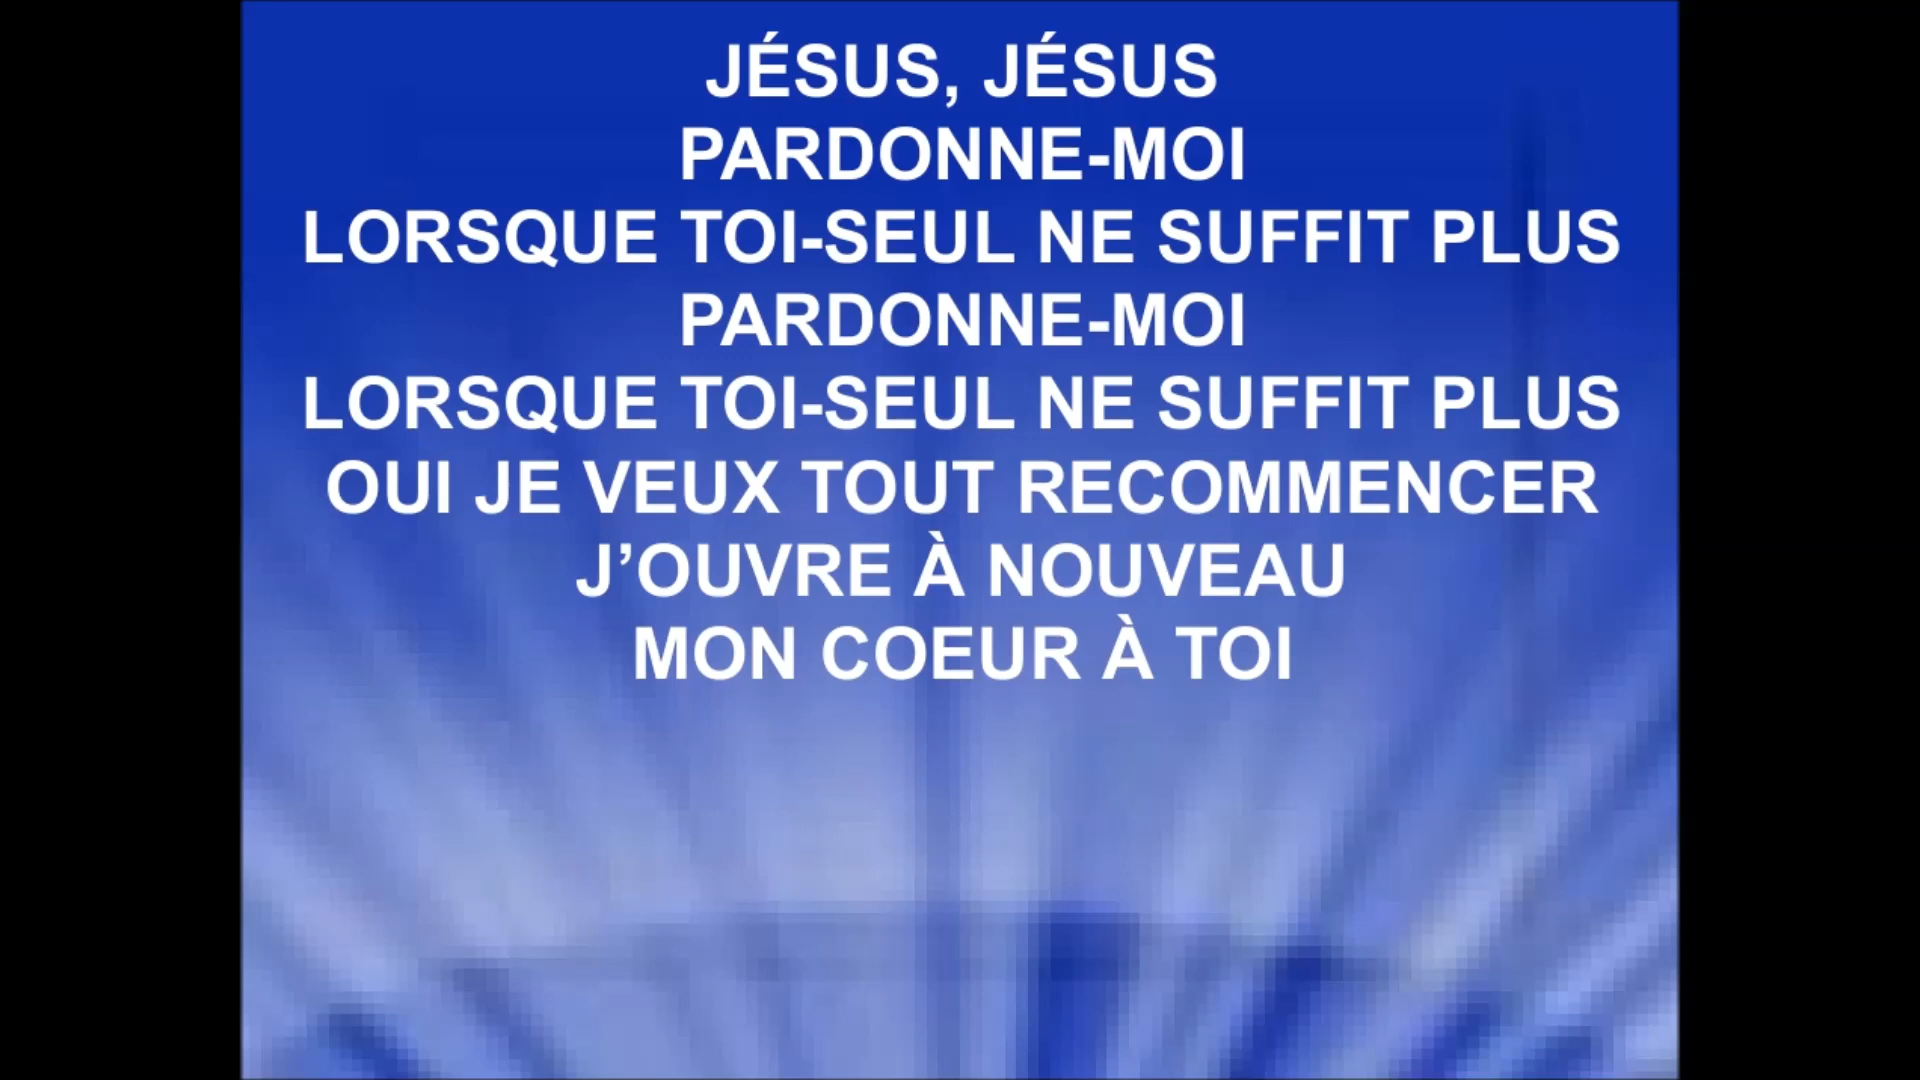 JÉSUS, JÉSUS
PARDONNE-MOI
LORSQUE TOI-SEUL NE SUFFIT PLUS
PARDONNE-MOI
LORSQUE TOI-SEUL NE SUFFIT PLUS
OUI JE VEUX TOUT RECOMMENCER
J’OUVRE À NOUVEAU
MON COEUR À TOI